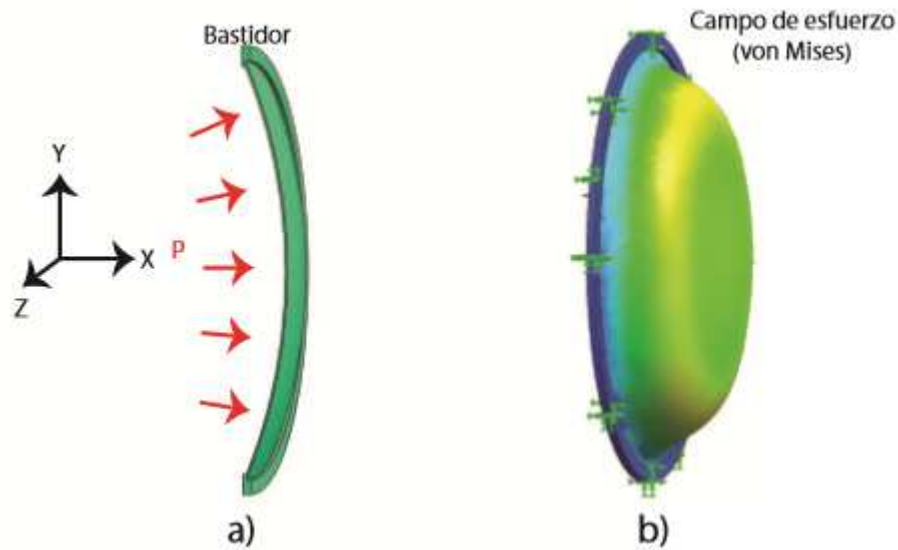 Bastidor
Campo de esfuerzo
(von Mises)
Y
P
X
Z
a)
b)